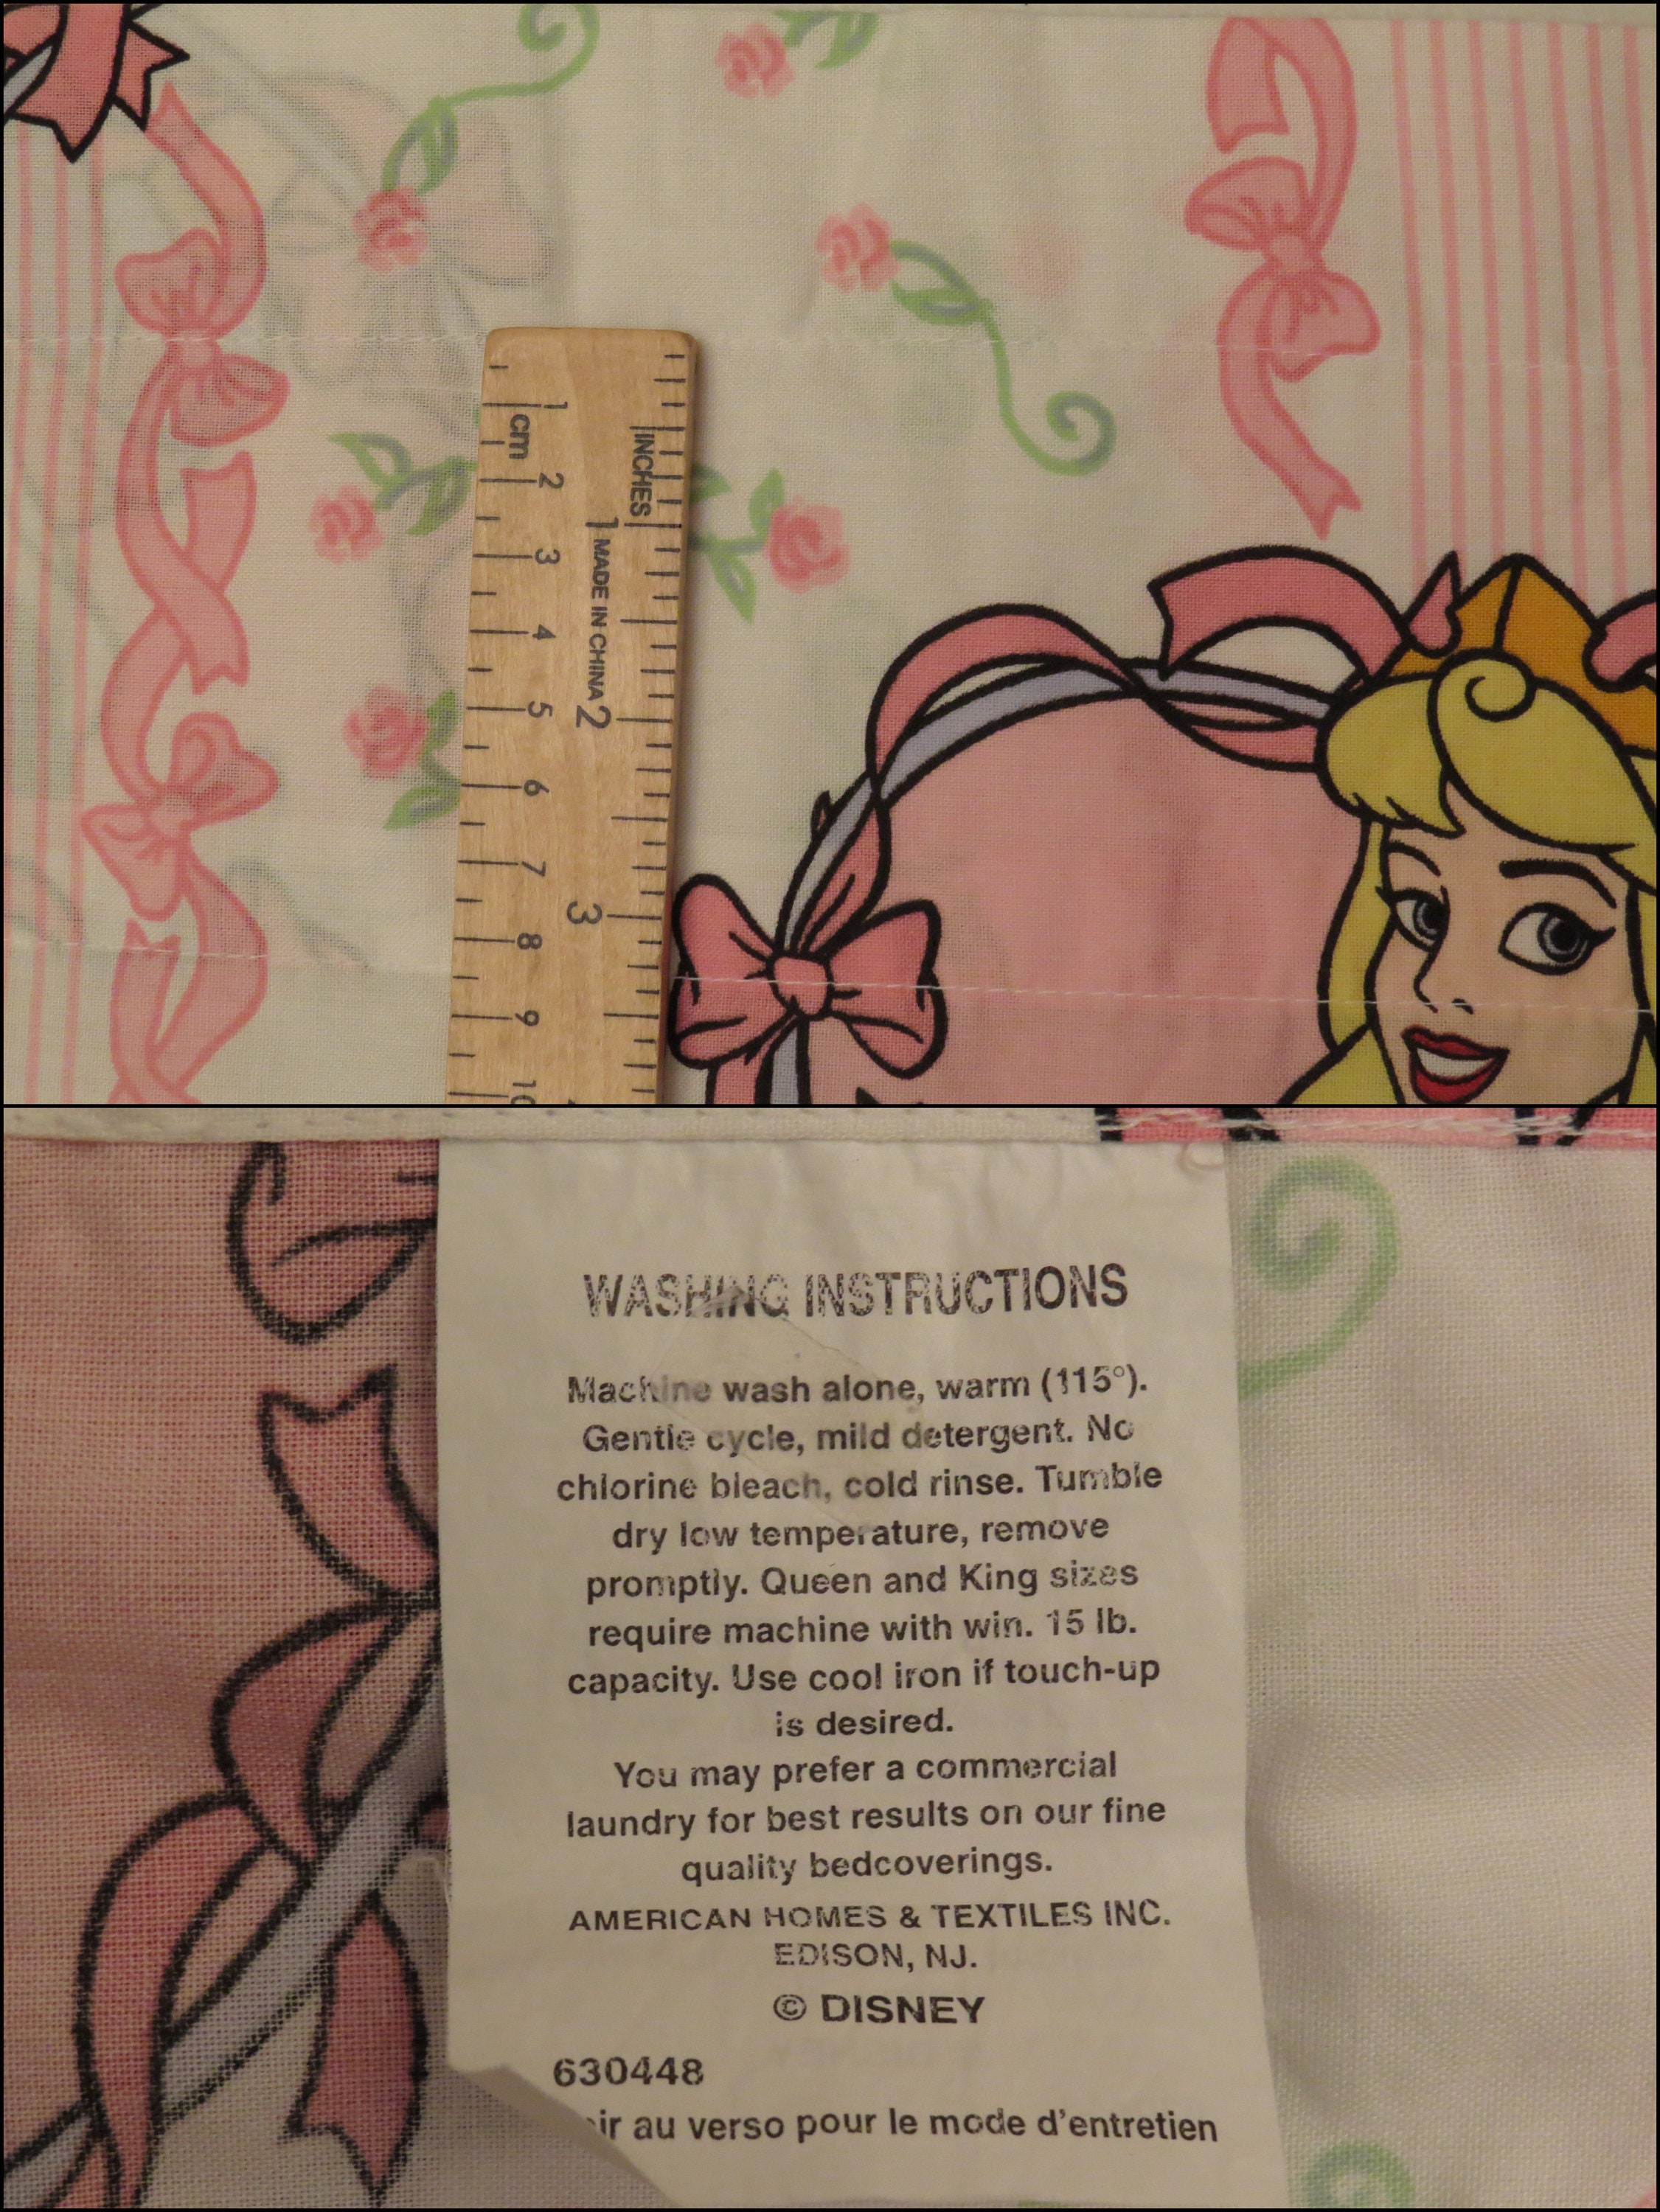 cm
INCHES
MADE IN CHINA
1
2
3
4
5
6
7
8
9
10
1
2
3
WASHING INSTRUCTIONS
Machine wash alone, warm (115°).
Gentle cycle, mild detergent. No
chlorine bleach, cold rinse. Tumble
dry low temperature, remove
promptly. Queen and King sizes
require machine with win. 15 lb.
capacity. Use cool iron if touch-up
is desired.
You may prefer a commercial
laundry for best results on our fine
quality bedcoverings.
AMERICAN HOMES & TEXTILES INC.
EDISON, NJ.
© DISNEY
630448
au verso pour le mode d'entretien